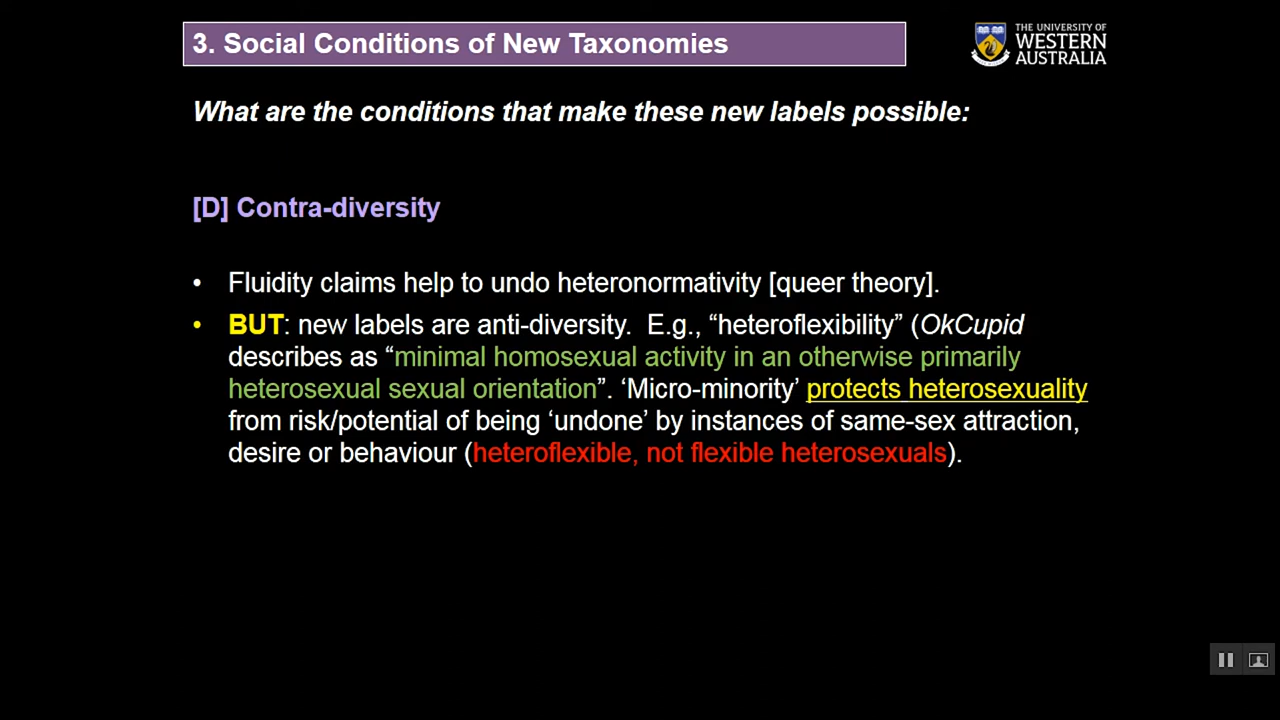 3. Social Conditions of New Taxonomies
THE UNIVERSITY OF
WESTERN
AUSTRALIA
What are the conditions that make these new labels possible:
[D] Contra-diversity
• Fluidity claims help to undo heteronormativity [queer theory].
• BUT: new labels are anti-diversity. E.g., “heteroflexibility” (OkCupid
describes as “minimal homosexual activity in an otherwise primarily
heterosexual sexual orientation”. ‘Micro-minority’ protects heterosexuality
from risk/potential of being ‘undone’ by instances of same-sex attraction,
desire or behaviour (heteroflexible, not flexible heterosexuals).